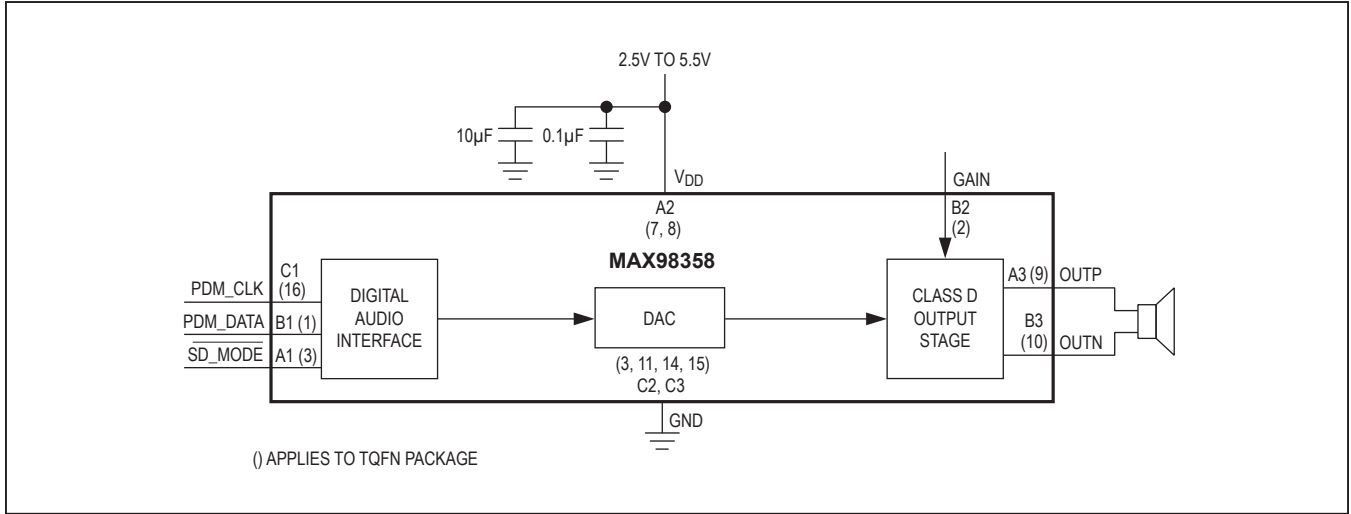 2.5V TO 5.5V
10µF
0.1µF
VDD
GAIN
A2
(7, 8)
B2
(2)
MAX98358
PDM_CLK
C1
(16)
PDM_DATA
B1 (1)
SD_MODE
A1 (3)
DIGITAL
AUDIO
INTERFACE
DAC
(3, 11, 14, 15)
C2, C3
CLASS D
OUTPUT
STAGE
A3 (9)
OUTP
B3
(10)
OUTN
GND
() APPLIES TO TQFN PACKAGE